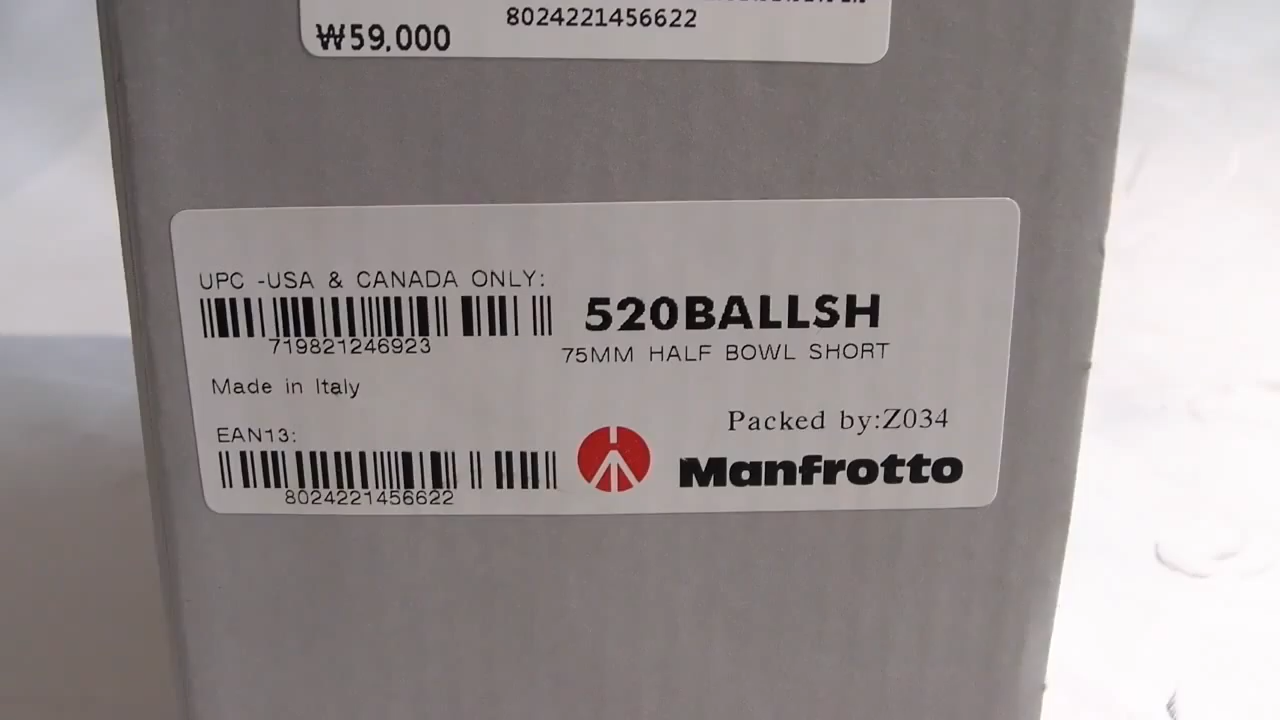 8024221456622
₩59,000
UPC -USA & CANADA ONLY:
719821246923
520BALLSH
75MM HALF BOWL SHORT
Made in Italy
Packed by:Z034
EAN13:
8024221456622
Manfrotto